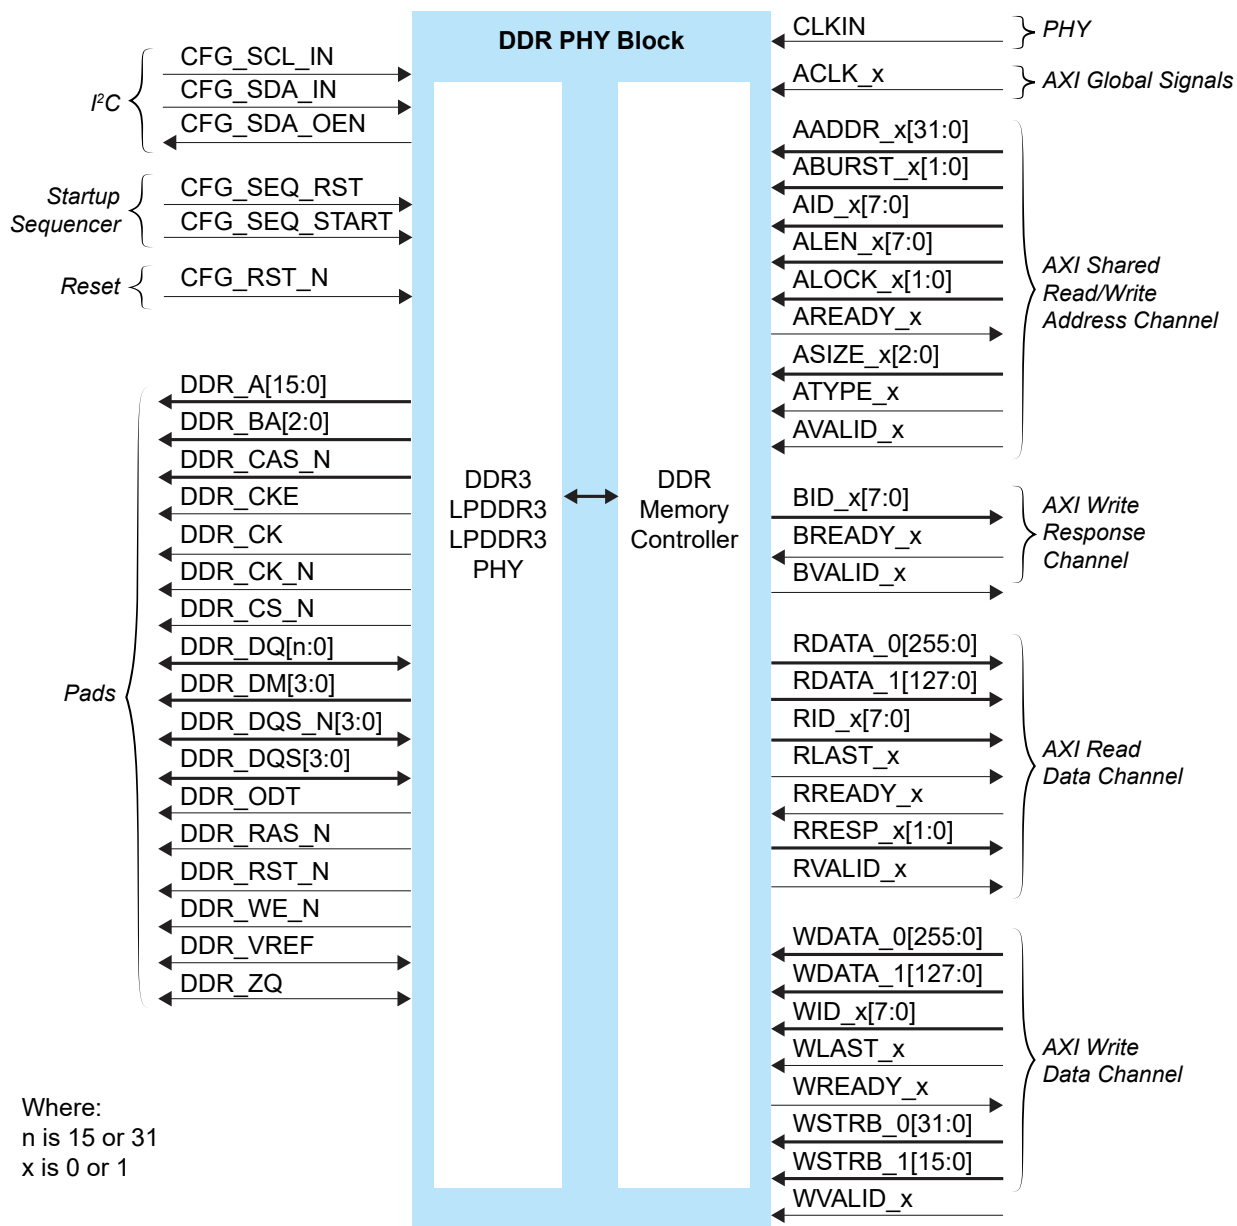 DDR PHY Block
I²C
CFG_SCL_IN
CFG_SDA_IN
CFG_SDA_OEN
Startup
Sequencer
CFG_SEQ_RST
CFG_SEQ_START
Reset
CFG_RST_N
Pads
DDR_A[15:0]
DDR_BA[2:0]
DDR_CAS_N
DDR_CKE
DDR_CK
DDR_CK_N
DDR_CS_N
DDR_DQ[n:0]
DDR_DM[3:0]
DDR_DQS_N[3:0]
DDR_DQS[3:0]
DDR_ODT
DDR_RAS_N
DDR_RST_N
DDR_WE_N
DDR_VREF
DDR_ZQ
Where:
n is 15 or 31
x is 0 or 1
DDR3
LPDDR3
LPDDR3
PHY
DDR
Memory
Controller
CLKIN
PHY
ACLK_x
AXI Global Signals
AADDR_x[31:0]
ABURST_x[1:0]
AID_x[7:0]
ALEN_x[7:0]
ALOCK_x[1:0]
AREADY_x
ASIZE_x[2:0]
ATYPE_x
AVALID_x
AXI Shared
Read/Write
Address Channel
BID_x[7:0]
BREADY_x
BVALID_x
AXI Write
Response
Channel
RDATA_0[255:0]
RDATA_1[127:0]
RID_x[7:0]
RLAST_x
RREADY_x
RRESP_x[1:0]
RVALID_x
AXI Read
Data Channel
WDATA_0[255:0]
WDATA_1[127:0]
WID_x[7:0]
WLAST_x
WREADY_x
WSTRB_0[31:0]
WSTRB_1[15:0]
WVALID_x
AXI Write
Data Channel